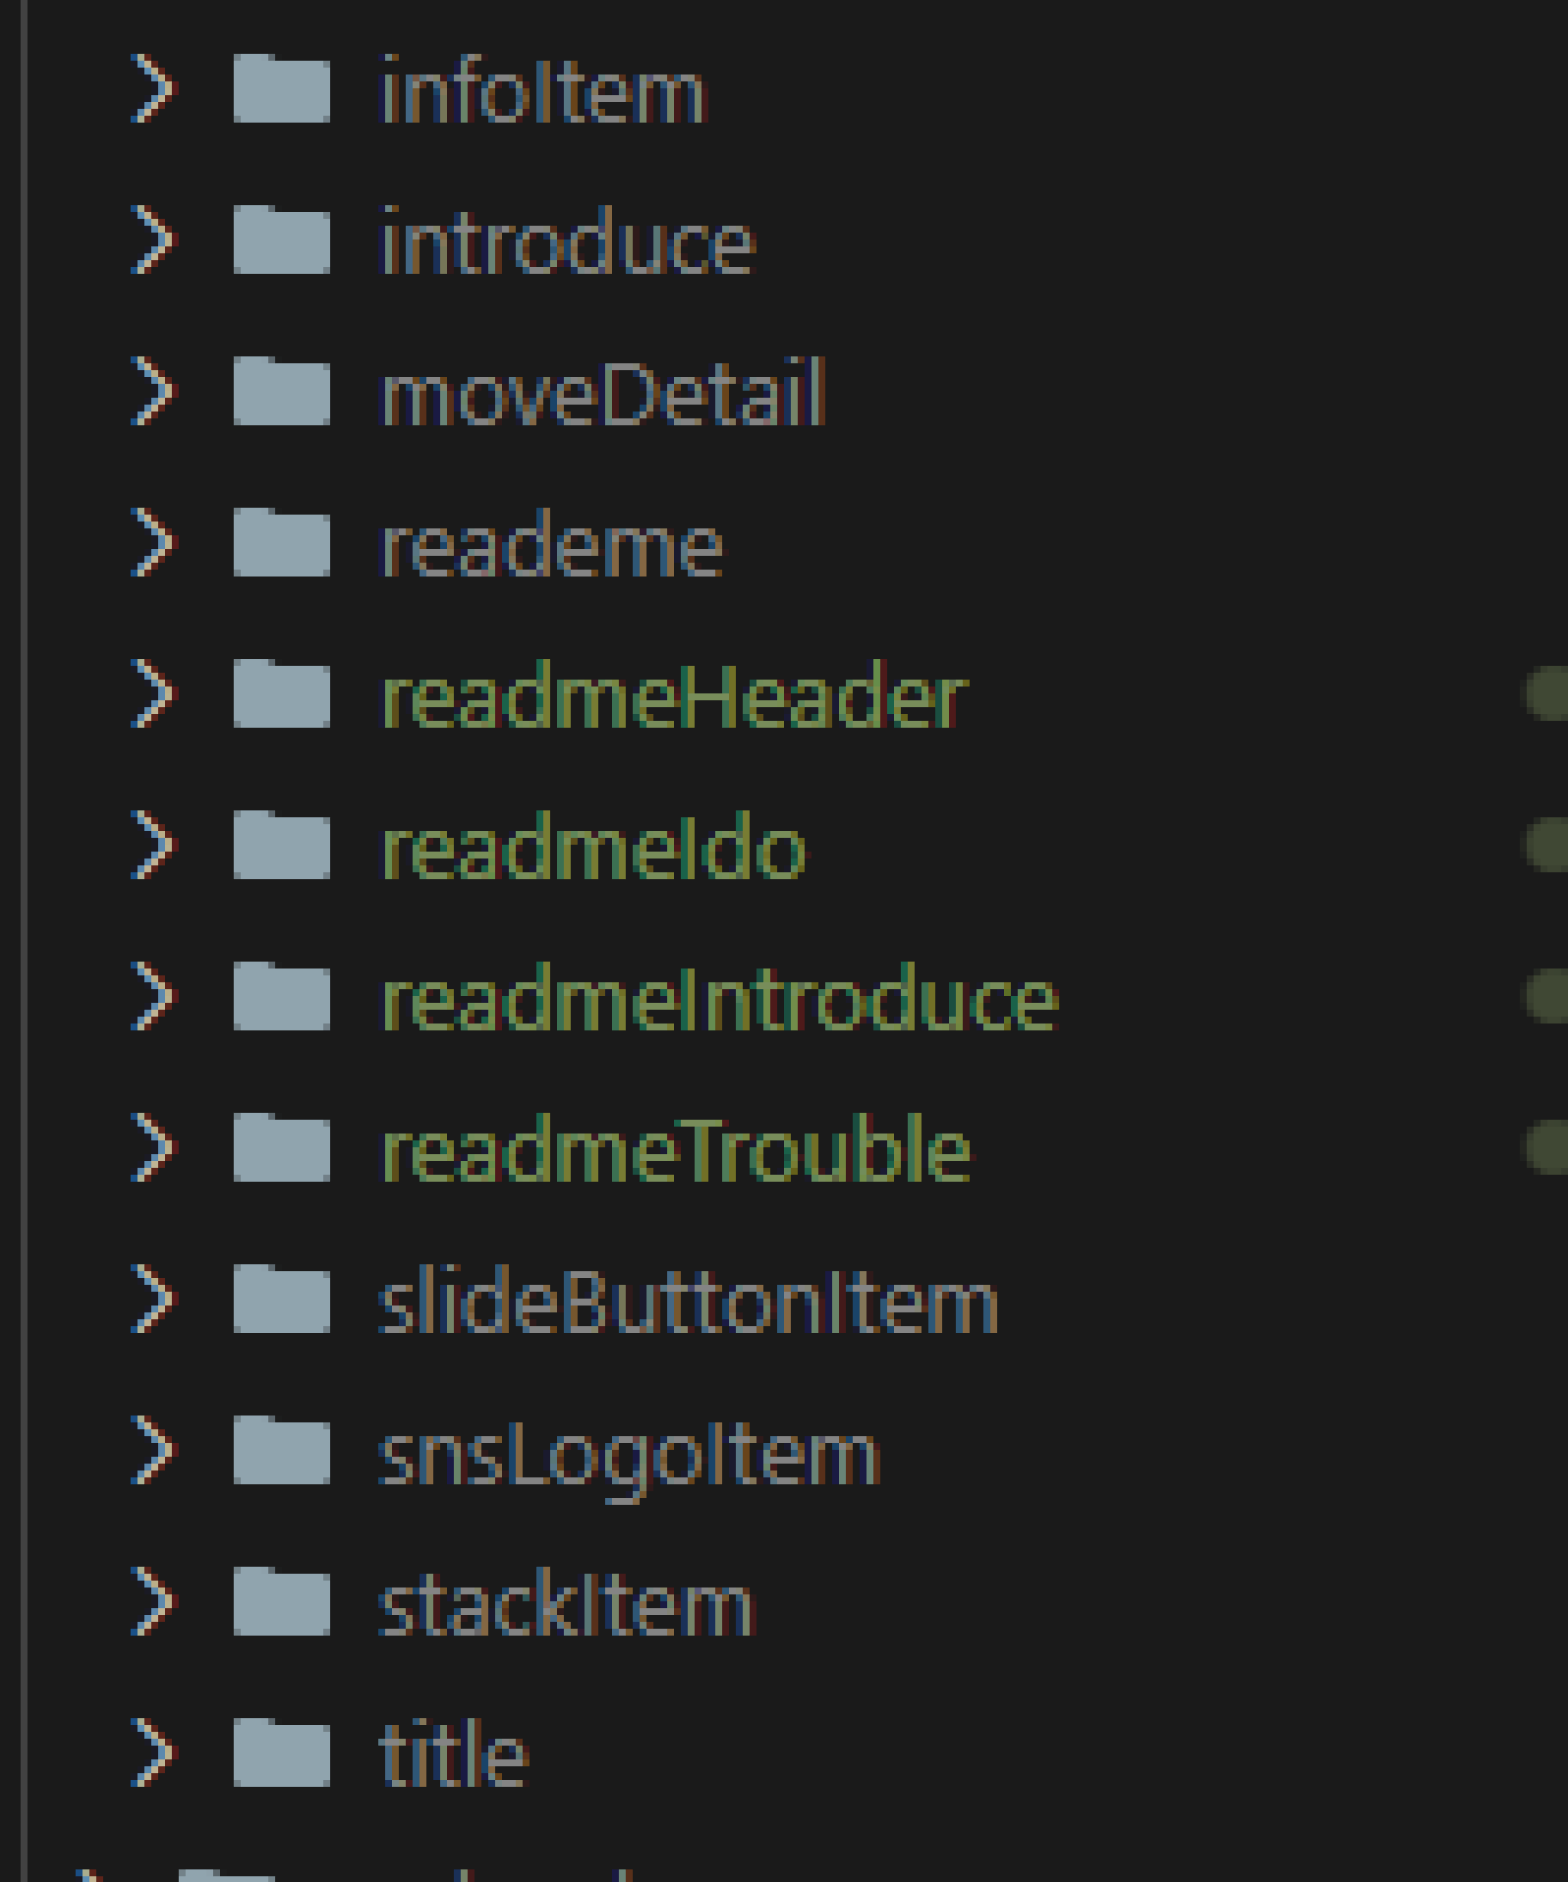 infoItem
introduce
moveDetail
reademe
readmeHeader
readmeIdo
readmeIntroduce
readmeTrouble
slideButtonItem
snsLogoItem
stackItem
title